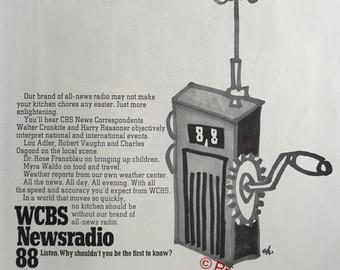 Our brand of all-news radio may not make
your kitchen chores any easier. Just more
enlightening.
You'll hear CBS News Correspondents
Walter Cronkite and Harry Reasoner objectively
interpret national and international events.
Lou Adler, Robert Vaughn and Charles
Osgood on the local scene.
Dr. Rose Franzblau on bringing up children.
Myra Waldo on food and travel.
Weather reports from our own weather center.
All the news. All day. All evening. With all
the speed and accuracy you'd expect from WCBS.
In a world that moves so quickly,
no kitchen should be
without our brand of
all-news radio.
WCBS
Newsradio
88 Listen. Why shouldn't you be the first to know?
8,8
© P